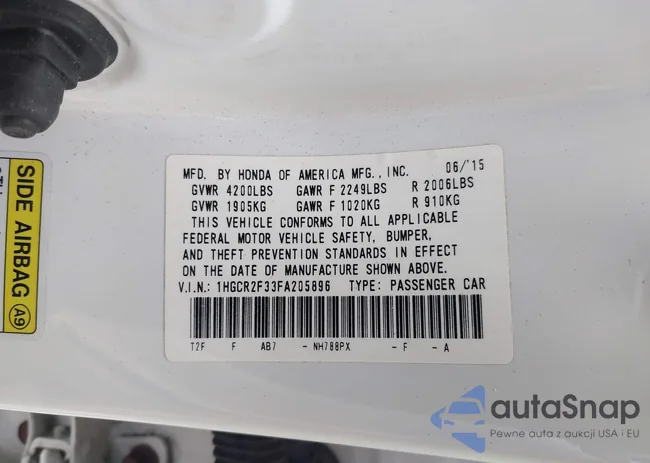 MFD. BY HONDA OF AMERICA MFG., INC. 06/'15
GVWR 4200LBS GAWR F 2249LBS R 2006LBS
GVWR 1905KG GAWR F 1020KG R 910KG
THIS VEHICLE CONFORMS TO ALL APPLICABLE
FEDERAL MOTOR VEHICLE SAFETY, BUMPER,
AND THEFT PREVENTION STANDARDS IN EFFECT
ON THE DATE OF MANUFACTURE SHOWN ABOVE.
V.I.N.: 1HGCR2F33FA205896 TYPE: PASSENGER CAR
T2F F AB7 - NH788PX - F - A
SIDE AIRBAG A9
autaSnap
Pewne auta z aukcji USA i EU